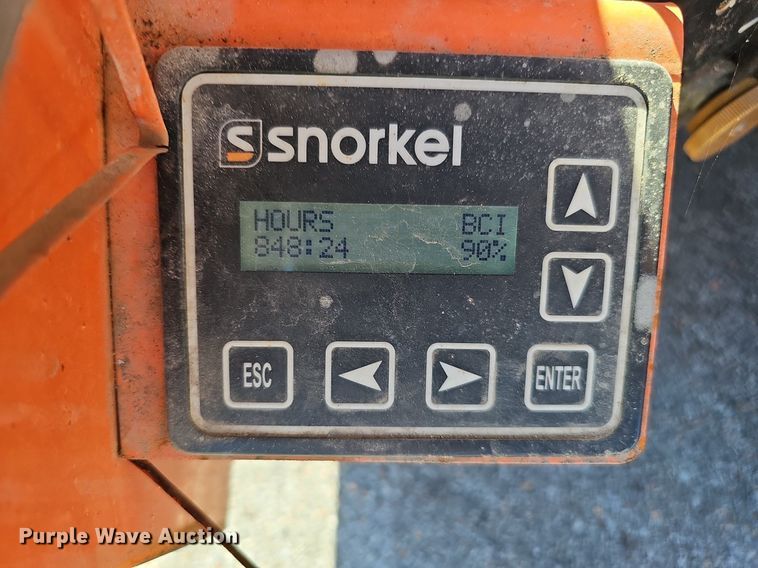 S snorkel
HOURS BCI
848:24 90%
ESC ENTER
Purple Wave Auction